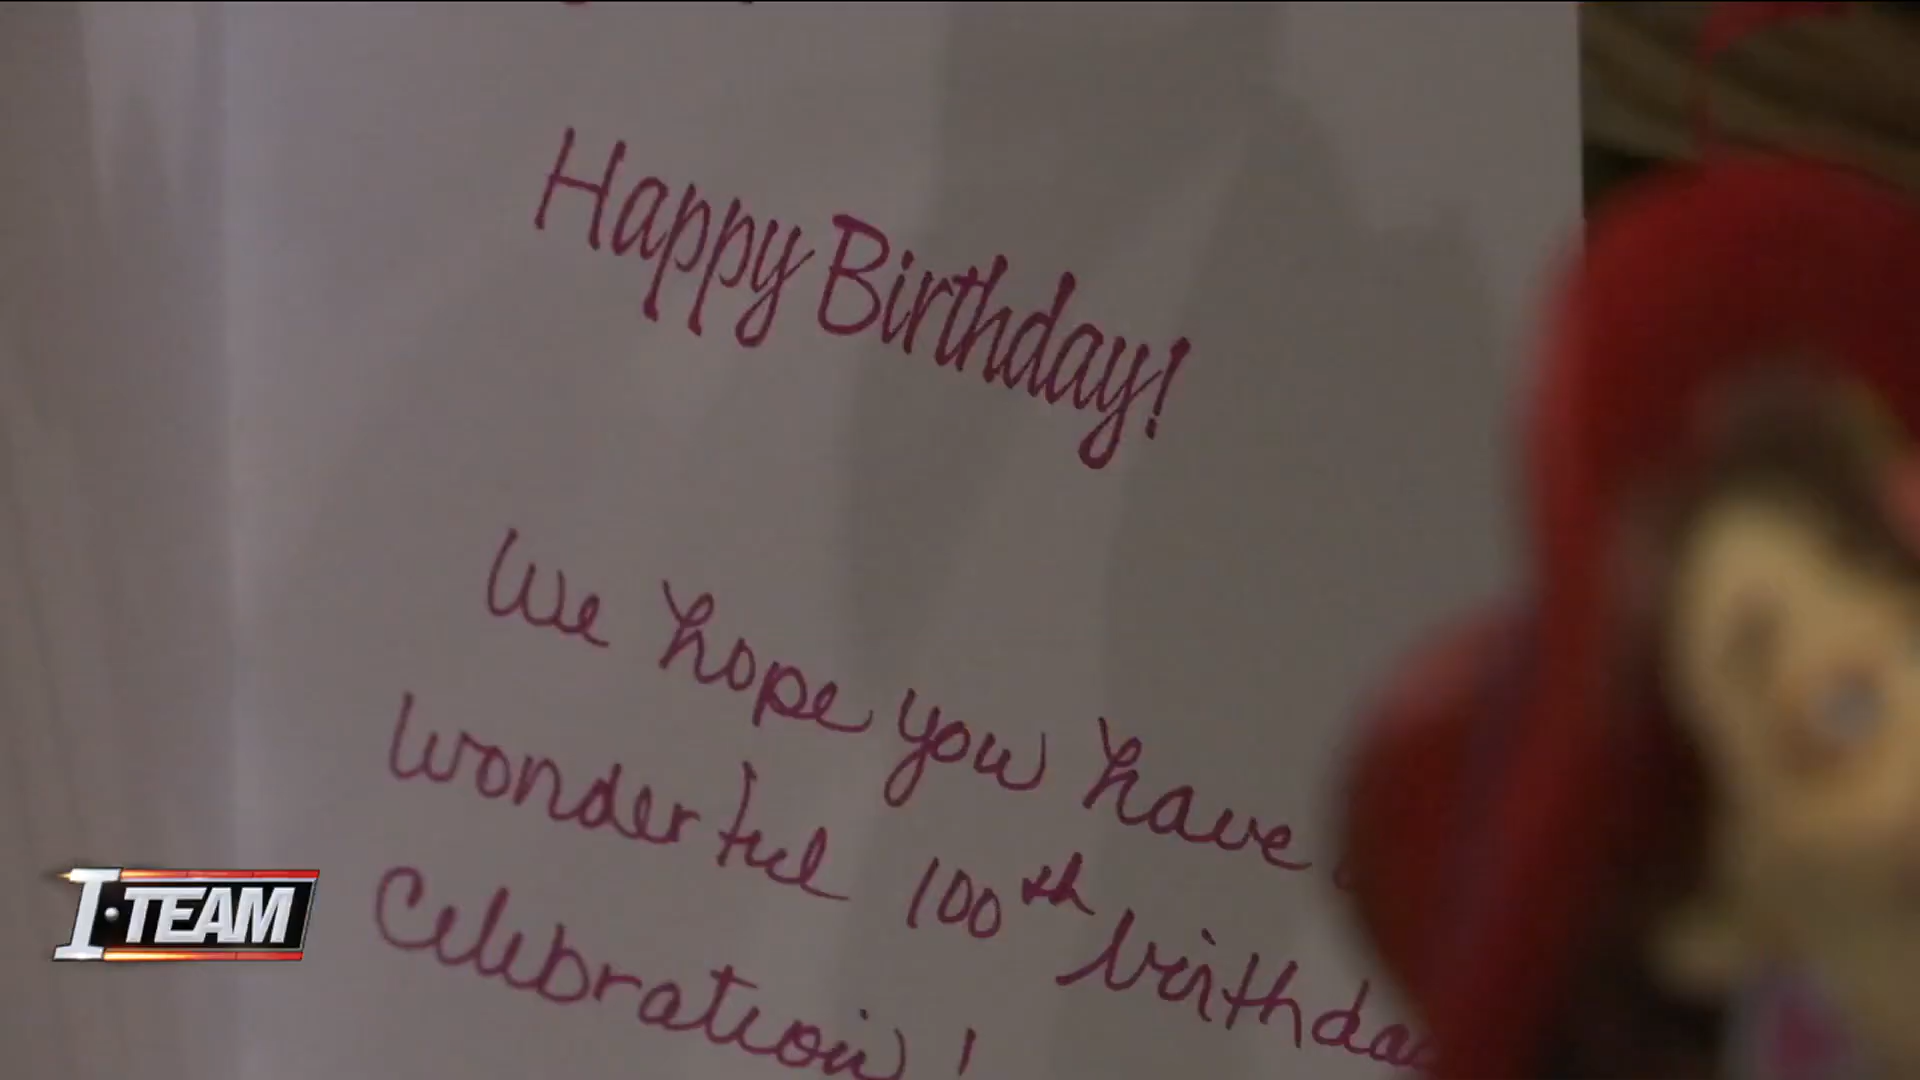 Happy Birthday!
We hope you have
wonderful 100th birthda
Celebration!
I-TEAM